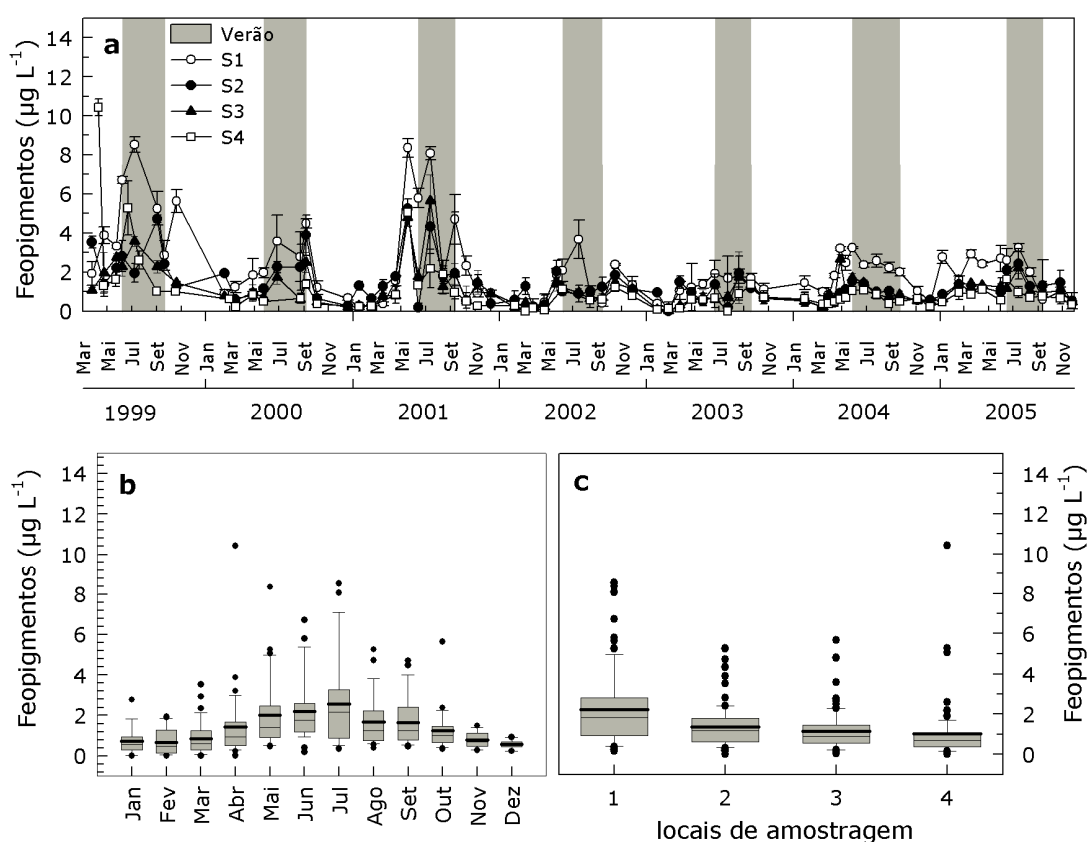 Feopigmentos (µg L⁻¹)
14
12
10
8
6
4
2
0
a
Verão
S1
S2
S3
S4
Mar Mai Jul Set Nov Jan Mar Mai Jul Set Nov Jan Mar Mai Jul Set Nov Jan Mar Mai Jul Set Nov Jan Mar Mai Jul Set Nov Jan Mar Mai Jul Set Nov Jan Mar Mai Jul Set Nov
1999 2000 2001 2002 2003 2004 2005
Feopigmentos (µg L⁻¹)
14
12
10
8
6
4
2
0
b
Jan Fev Mar Abr Mai Jun Jul Ago Set Out Nov Dez
c
1 2 3 4
locais de amostragem
14
12
10
8
6
4
2
0
Feopigmentos (µg L⁻¹)